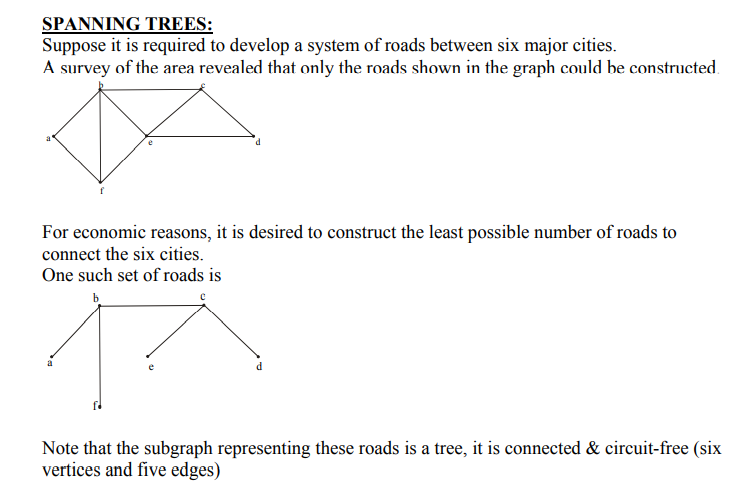 SPANNING TREES:
Suppose it is required to develop a system of roads between six major cities.
A survey of the area revealed that only the roads shown in the graph could be constructed.
b c
a e d
f
For economic reasons, it is desired to construct the least possible number of roads to
connect the six cities.
One such set of roads is
b c
a e d
f
Note that the subgraph representing these roads is a tree, it is connected & circuit-free (six
vertices and five edges)